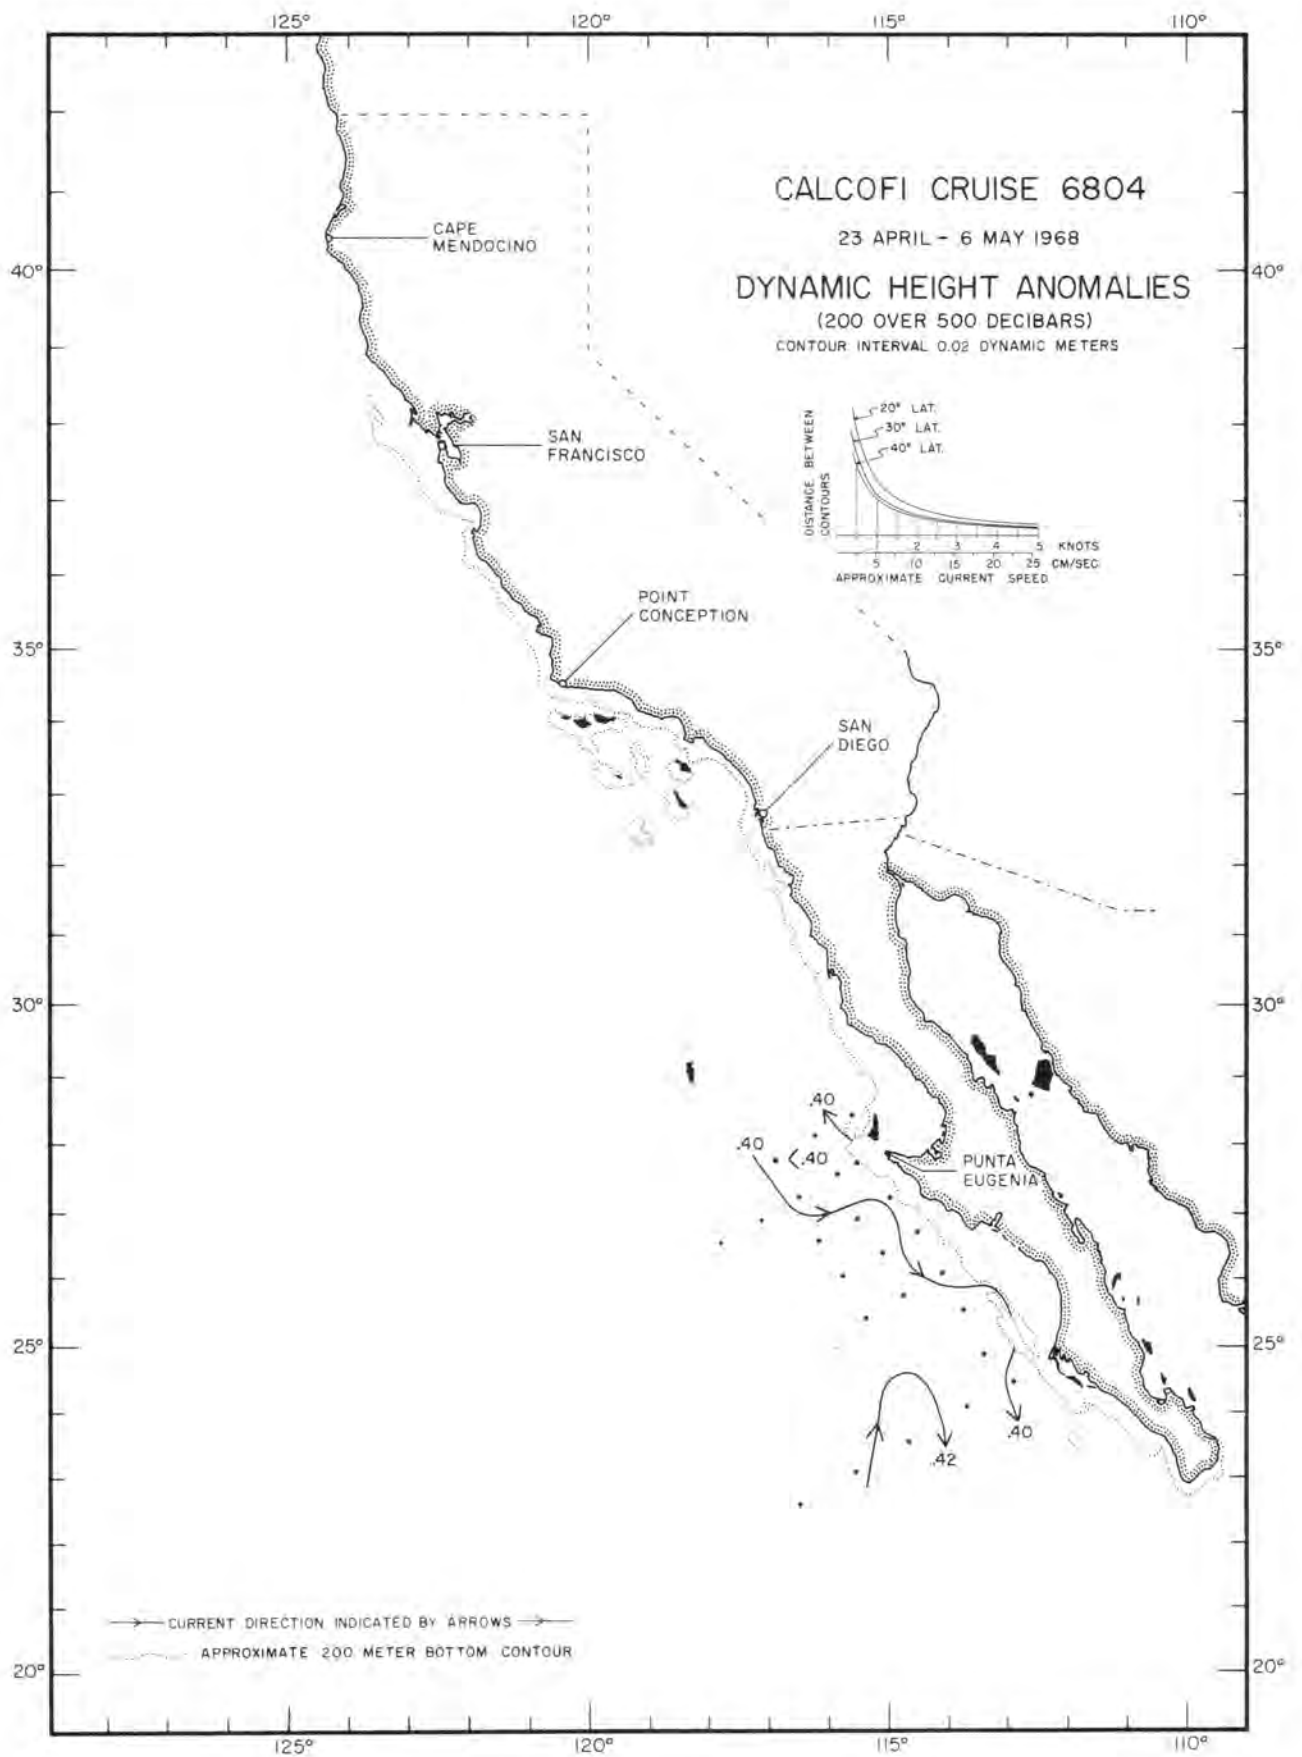 125° 120° 115° 110°
CALCOFI CRUISE 6804
23 APRIL - 6 MAY 1968
CAPE
MENDOCINO
40° 40°
DYNAMIC HEIGHT ANOMALIES
(200 OVER 500 DECIBARS)
CONTOUR INTERVAL 0.02 DYNAMIC METERS
20° LAT.
30° LAT.
40° LAT.
DISTANCE BETWEEN
CONTOURS
SAN
FRANCISCO
.1 .2 .3 .4 .5 KNOTS
5 10 15 20 25 CM/SEC
APPROXIMATE CURRENT SPEED
POINT
CONCEPTION
35° 35°
SAN
DIEGO
30° 30°
.40
.40
<.40
PUNTA
EUGENIA
25° 25°
.40
.42
CURRENT DIRECTION INDICATED BY ARROWS
APPROXIMATE 200 METER BOTTOM CONTOUR
20° 20°
125° 120° 115° 110°